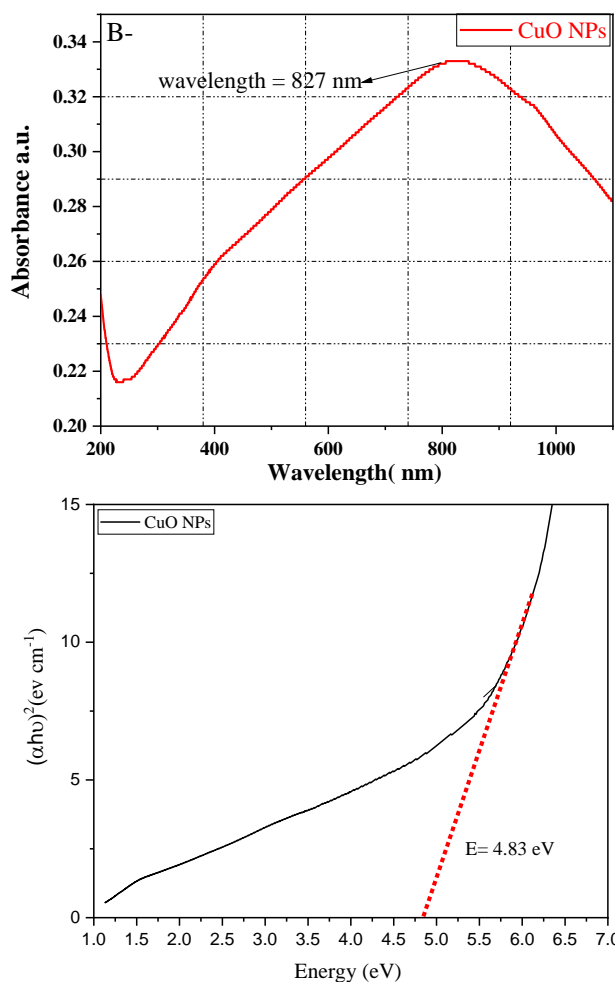 B-
CuO NPs
wavelength = 827 nm
Absorbance a.u.
0.34
0.32
0.30
0.28
0.26
0.24
0.22
0.20
200 400 600 800 1000
Wavelength( nm)
CuO NPs
(αhυ)²(ev cm⁻¹)
15
10
5
0
E= 4.83 eV
1.0 1.5 2.0 2.5 3.0 3.5 4.0 4.5 5.0 5.5 6.0 6.5 7.0
Energy (eV)